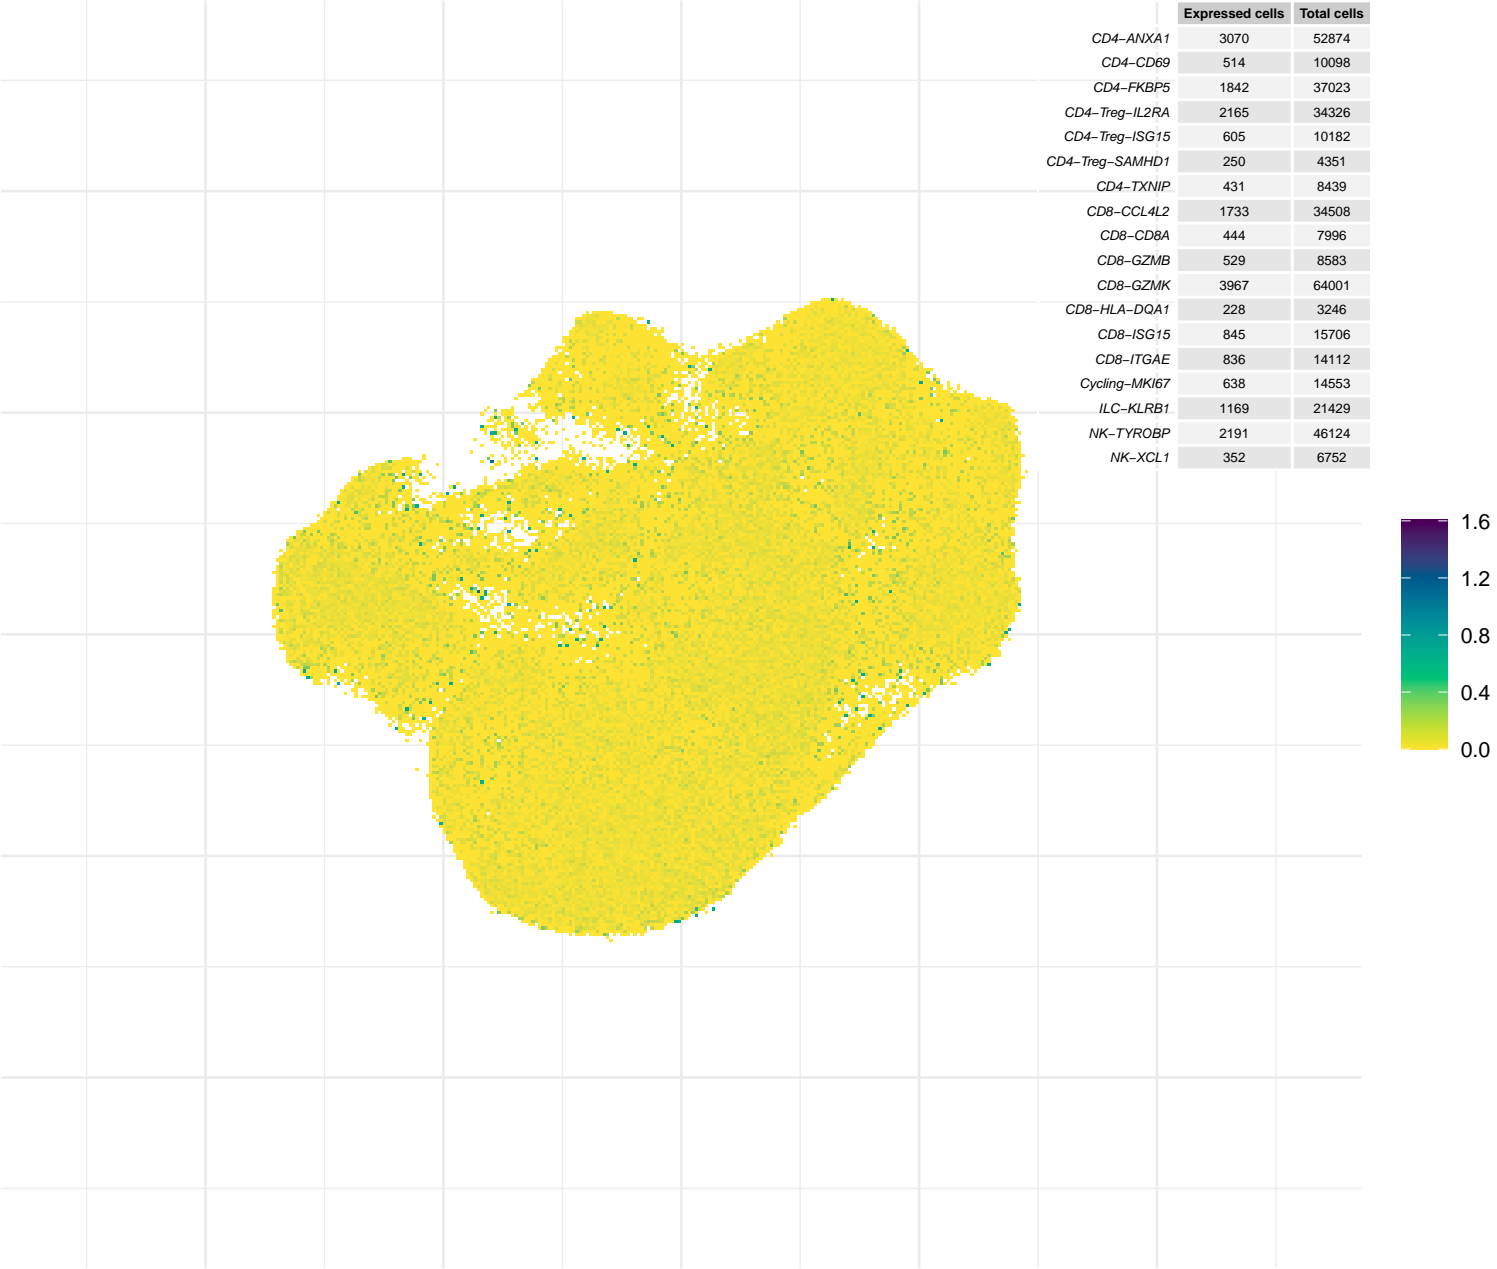 Expressed cells Total cells
CD4−ANXA1 3070 52874
CD4−CD69 514 10098
CD4−FKBP5 1842 37023
CD4−Treg−IL2RA 2165 34326
CD4−Treg−ISG15 605 10182
CD4−Treg−SAMHD1 250 4351
CD4−TXNIP 431 8439
CD8−CCL4L2 1733 34508
CD8−CD8A 444 7996
CD8−GZMB 529 8583
CD8−GZMK 3967 64001
CD8−HLA−DQA1 228 3246
CD8−ISG15 845 15706
CD8−ITGAE 836 14112
Cycling−MKI67 638 14553
ILC−KLRB1 1169 21429
NK−TYROBP 2191 46124
NK−XCL1 352 6752
1.6
1.2
0.8
0.4
0.0